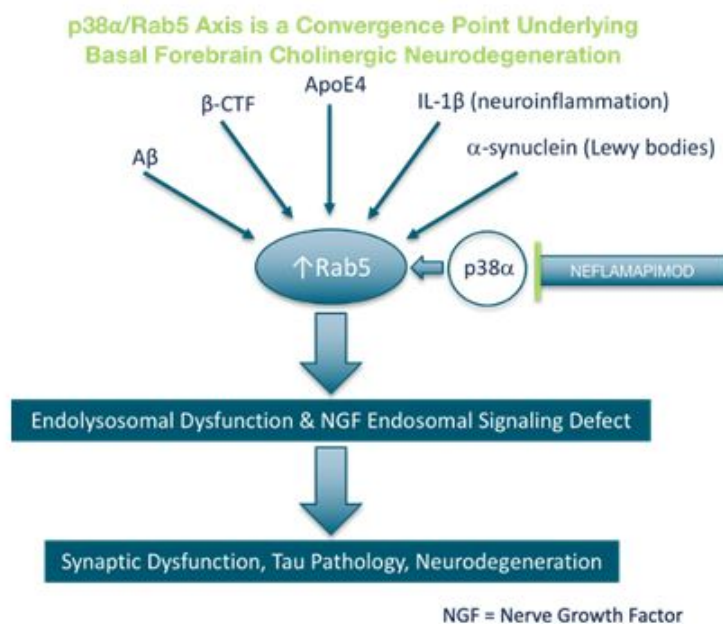 p38α/Rab5 Axis is a Convergence Point Underlying
Basal Forebrain Cholinergic Neurodegeneration
ApoE4
β-CTF
IL-1β (neuroinflammation)
Aβ
α-synuclein (Lewy bodies)
↑Rab5
p38α
NEFLAMAPIMOD
Endolysosomal Dysfunction & NGF Endosomal Signaling Defect
Synaptic Dysfunction, Tau Pathology, Neurodegeneration
NGF = Nerve Growth Factor